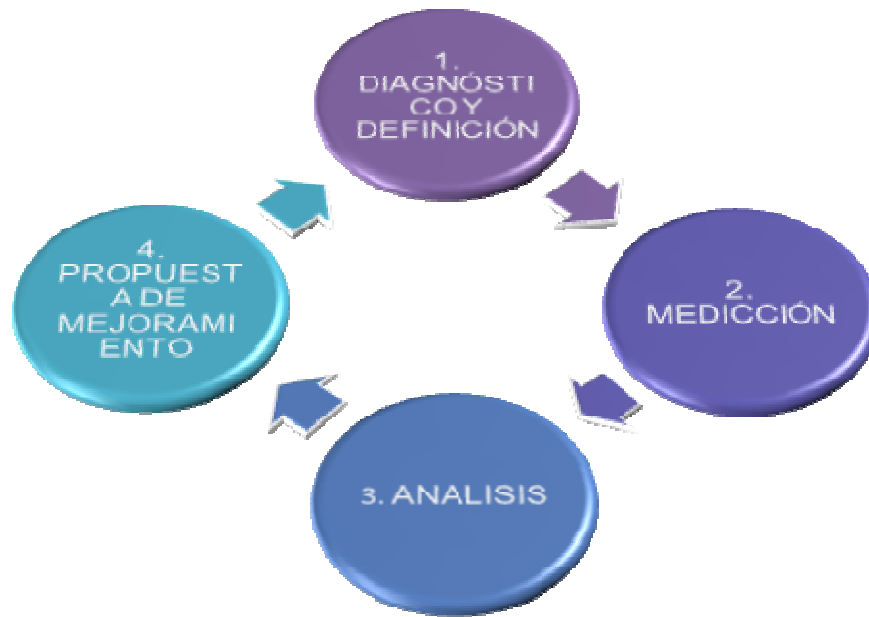 1.
DIAGNÓSTI
CO Y
DEFINICIÓN
2.
MEDICCIÓN
3. ANALISIS
4.
PROPUEST
A DE
MEJORAMI
ENTO